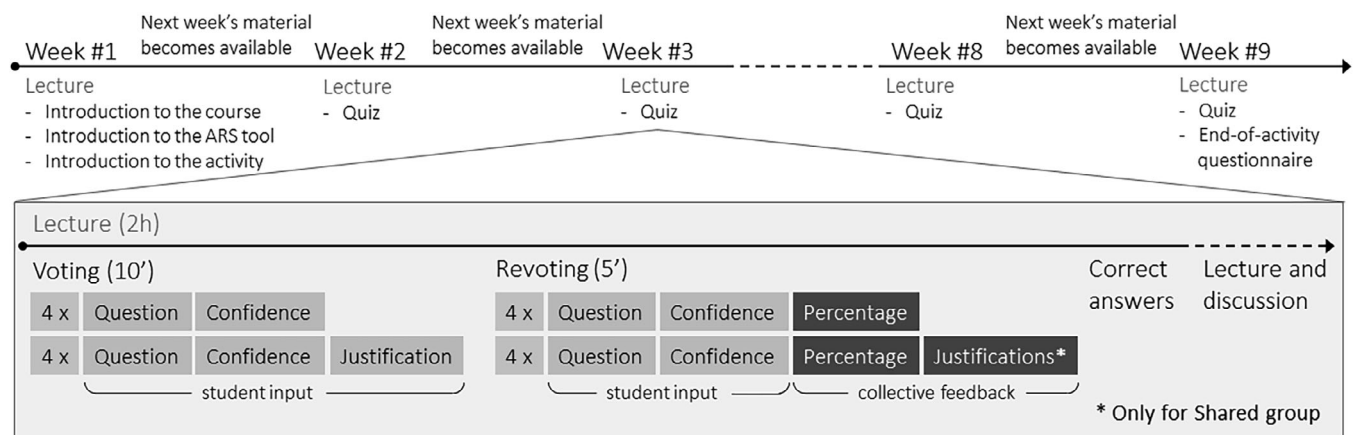 Next week's material
becomes available
Next week's material
becomes available
Next week's material
becomes available
Week #1
Week #2
Week #3
Week #8
Week #9
Lecture
- Introduction to the course
- Introduction to the ARS tool
- Introduction to the activity
Lecture
- Quiz
Lecture
- Quiz
Lecture
- Quiz
Lecture
- Quiz
- End-of-activity
questionnaire
Lecture (2h)
Voting (10')
4 x Question Confidence
4 x Question Confidence Justification
student input
Revoting (5')
4 x Question Confidence Percentage
4 x Question Confidence Percentage Justifications*
student input
collective feedback
Correct
answers
Lecture and
discussion
* Only for Shared group